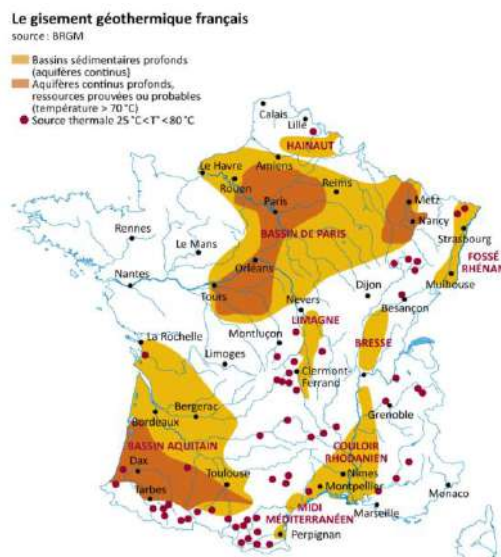 Le gisement géothermique français
source : BRGM
Bassins sédimentaires profonds
(aquifères continus)
Aquifères continus profonds,
ressources prouvées ou probables
(température > 70 °C)
Source thermale 25 °C<T°<80 °C
Calais
Lille
HAINAUT
Le Havre
Amiens
Rouen
Reims
Metz
Paris
Nancy
Rennes
BASSIN DE PARIS
Strasbourg
Le Mans
FOSSÉ
RHÉNAN
Orléans
Mulhouse
Nantes
Tours
Dijon
Nevers
Besançon
LIMAGNE
La Rochelle
Montluçon
BRESSE
Limoges
Clermont-
Ferrand
Grenoble
Bergerac
Bordeaux
COULOIR
RHODANIEN
BASSIN AQUITAIN
Dax
Toulouse
Nîmes
Montpellier
Tarbes
Monaco
MIDI
MÉDITERRANÉEN
Marseille
Perpignan